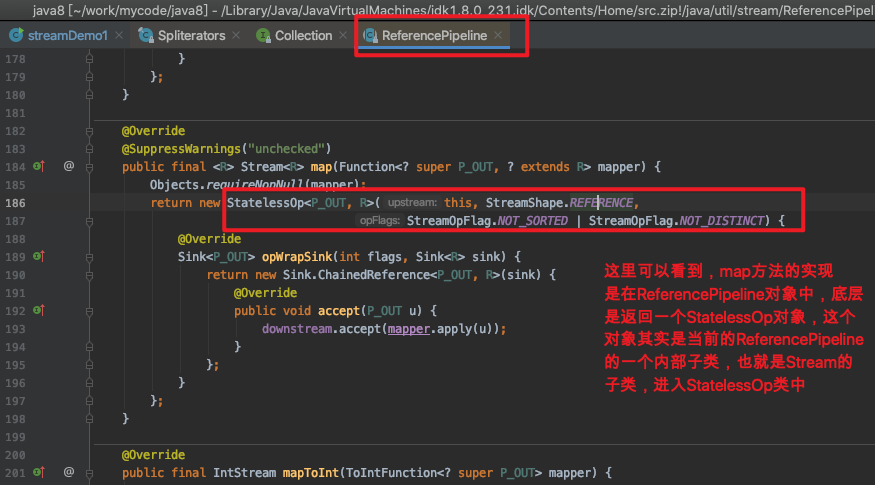 java8 [~/work/mycode/java8] - /Library/Java/JavaVirtualMachines/jdk1.8.0_231.jdk/Contents/Home/src.zip!/java/util/stream/ReferencePipel
streamDemo1 × Spliterators × Collection × ReferencePipeline ×
178 }
179 };
180 }
181
182 @Override
183 @SuppressWarnings("unchecked")
184 @ public final <R> Stream<R> map(Function<? super P_OUT, ? extends R> mapper) {
185 Objects.requireNonNull(mapper);
186 return new StatelessOp<P_OUT, R>( upstream: this, StreamShape.REFERENCE,
187 opFlags: StreamOpFlag.NOT_SORTED | StreamOpFlag.NOT_DISTINCT) {
188 @Override
189 Sink<P_OUT> opWrapSink(int flags, Sink<R> sink) {
190 return new Sink.ChainedReference<P_OUT, R>(sink) {
191 @Override
192 public void accept(P_OUT u) {
193 downstream.accept(mapper.apply(u));
194 }
195 };
196 }
197 };
198 }
199
200 @Override
201 @ public final IntStream mapToInt(ToIntFunction<? super P_OUT> mapper) {
这里可以看到，map方法的实现
是在ReferencePipeline对象中，底层
是返回一个StatelessOp对象，这个
对象其实是当前的ReferencePipeline
的一个内部子类，也就是Stream的
子类，进入StatelessOp类中